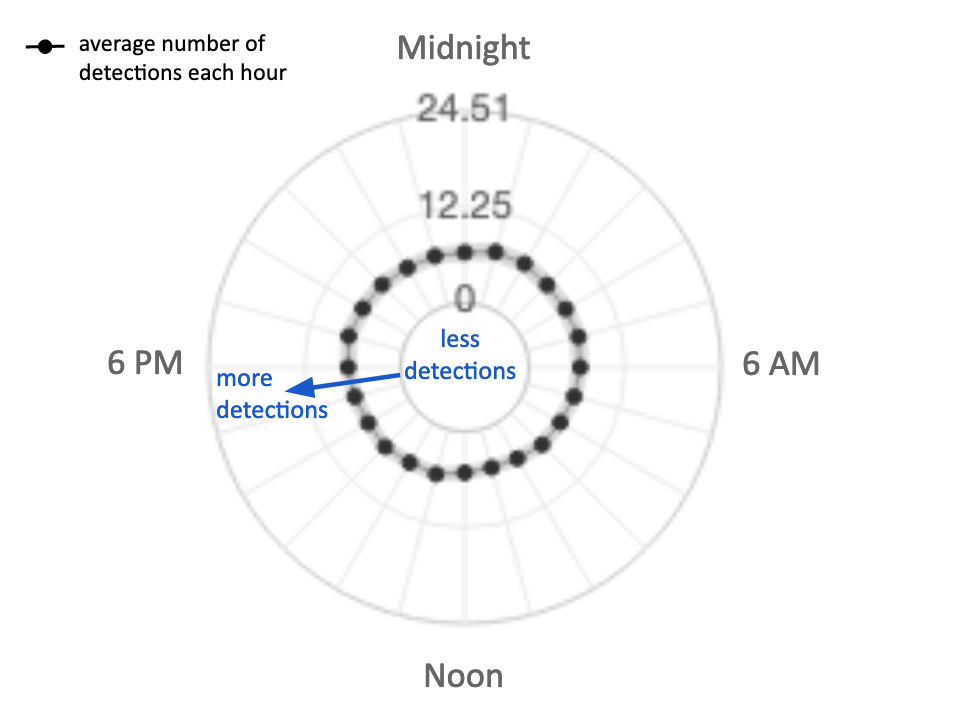 average number of
detections each hour
Midnight
24.51
12.25
0
less
detections
6 PM
6 AM
more
detections
Noon